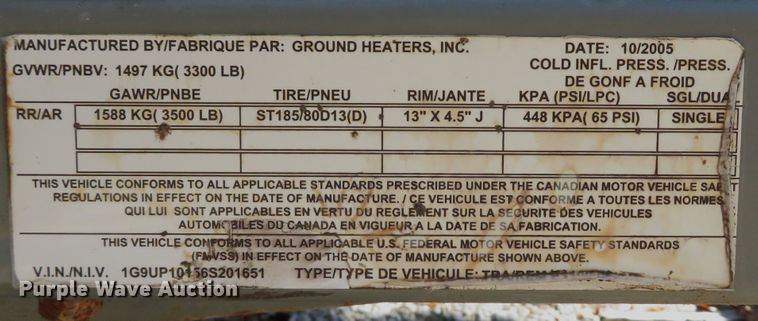 MANUFACTURED BY/FABRIQUE PAR: GROUND HEATERS, INC. DATE: 10/2005
GVWR/PNBV: 1497 KG( 3300 LB) COLD INFL. PRESS. /PRESS.
DE GONF A FROID
GAWR/PNBE TIRE/PNEU RIM/JANTE KPA (PSI/LPC) SGL/DUA
RR/AR 1588 KG( 3500 LB) ST185/80D13(D) 13" X 4.5" J 448 KPA( 65 PSI) SINGLE
THIS VEHICLE CONFORMS TO ALL APPLICABLE STANDARDS PRESCRIBED UNDER THE CANADIAN MOTOR VEHICLE
REGULATIONS IN EFFECT ON THE DATE OF MANUFACTURE. / CE VEHICULE EST CONFORME A TOUTES LES NORMES
QUI LUI SONT APPLICABLES EN VERTU DU REGLEMENT SUR LA SECURITE DES VEHICULES
AUTOMOBILES DU CANADA EN VIGUEUR A LA DATE DE SA FABRICATION.
THIS VEHICLE CONFORMS TO ALL APPLICABLE U.S. FEDERAL MOTOR VEHICLE SAFETY STANDARDS
(FMVSS) IN EFFECT ON THE DATE OF MANUFACTURE SHOWN ABOVE.
V.I.N./N.I.V. 1G9UP10156S201651 TYPE/TYPE DE VEHICULE:
Purple Wave Auction